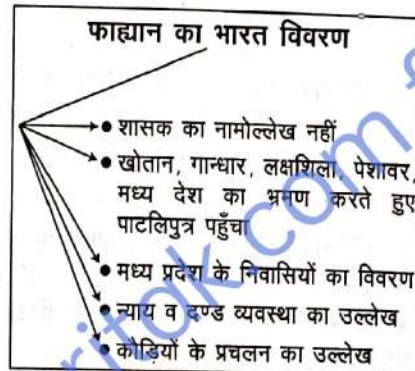 फाह्यान का भारत विवरण
• शासक का नामोल्लेख नहीं
• खोतान, गान्धार, लक्षशिला, पेशावर,
मध्य देश का भ्रमण करते हुए
पाटलिपुत्र पहुँचा
• मध्य प्रदेश के निवासियों का विवरण
• न्याय व दण्ड व्यवस्था का उल्लेख
• कौड़ियों के प्रचलन का उल्लेख